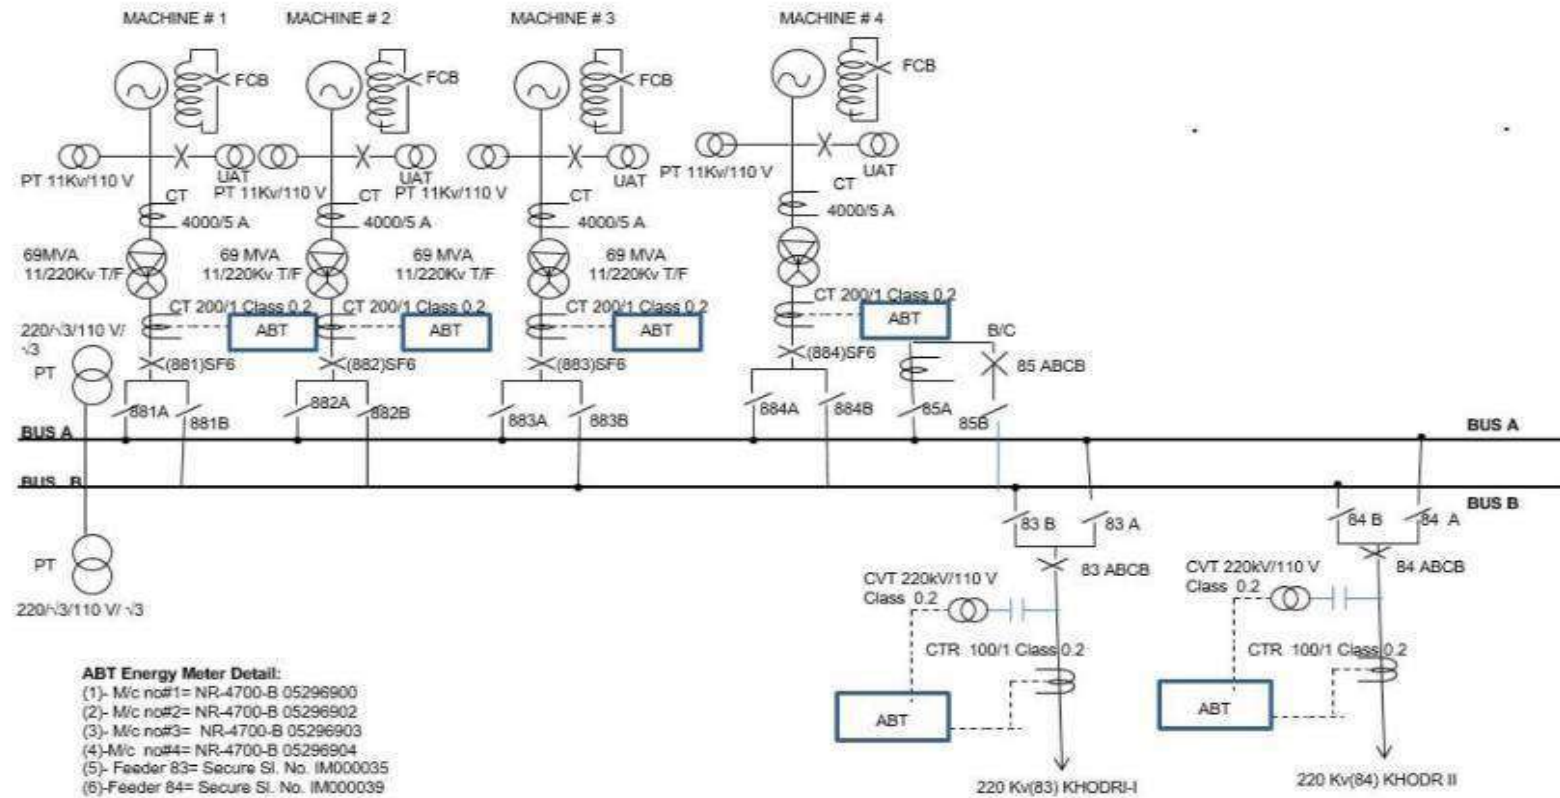 MACHINE # 1
MACHINE # 2
MACHINE # 3
MACHINE # 4
FCB
FCB
FCB
FCB
PT 11Kv/110 V
UAT
PT 11Kv/110 V
UAT
PT 11Kv/110 V
UAT
PT 11Kv/110 V
UAT
CT
4000/5 A
CT
4000/5 A
CT
4000/5 A
CT
4000/5 A
69MVA
11/220Kv T/F
69 MVA
11/220Kv T/F
69 MVA
11/220Kv T/F
69 MVA
11/220Kv T/F
CT 200/1 Class 0.2
CT 200/1 Class 0.2
CT 200/1 Class 0.2
CT 200/1 Class 0.2
ABT
ABT
ABT
ABT
220/√3/110 V/
√3
PT
(881)SF6
(882)SF6
(883)SF6
(884)SF6
B/C
85 ABCB
881A
881B
882A
882B
883A
883B
884A
884B
85A
85B
BUS A
BUS A
BUS B
BUS B
PT
220/√3/110 V/ √3
83 B
83 A
84 B
84 A
83 ABCB
84 ABCB
CVT 220kV/110 V
Class 0.2
CVT 220kV/110 V
Class 0.2
CTR 100/1 Class 0.2
CTR 100/1 Class 0.2
ABT
ABT
220 Kv(83) KHODRI-I
220 Kv(84) KHODR II
ABT Energy Meter Detail:
(1)- M/c no#1= NR-4700-B 05296900
(2)- M/c no#2= NR-4700-B 05296902
(3)- M/c no#3= NR-4700-B 05296903
(4)-M/c no#4= NR-4700-B 05296904
(5)- Feeder 83= Secure Sl. No. IM000035
(6)-Feeder 84= Secure Sl. No. IM000039